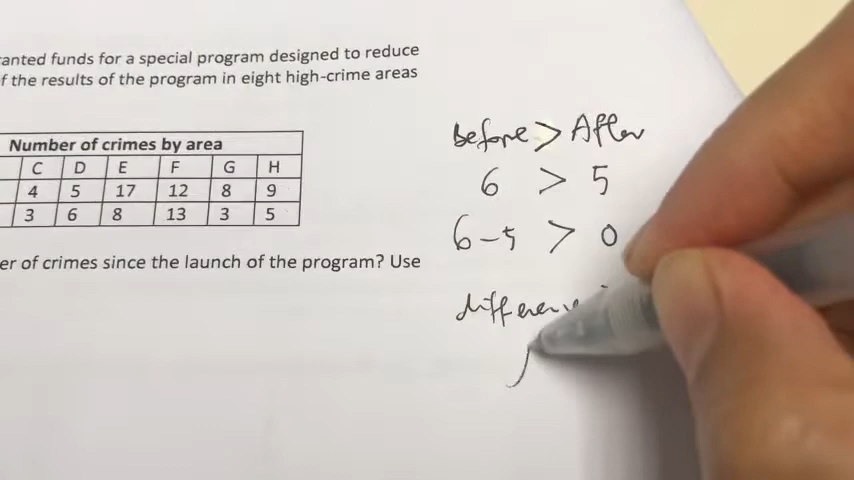 anted funds for a special program designed to reduce
f the results of the program in eight high-crime areas
Number of crimes by area
C D E F G H
4 5 17 12 8 9
3 6 8 13 3 5
er of crimes since the launch of the program? Use
Before > After
6 > 5
6-5 > 0